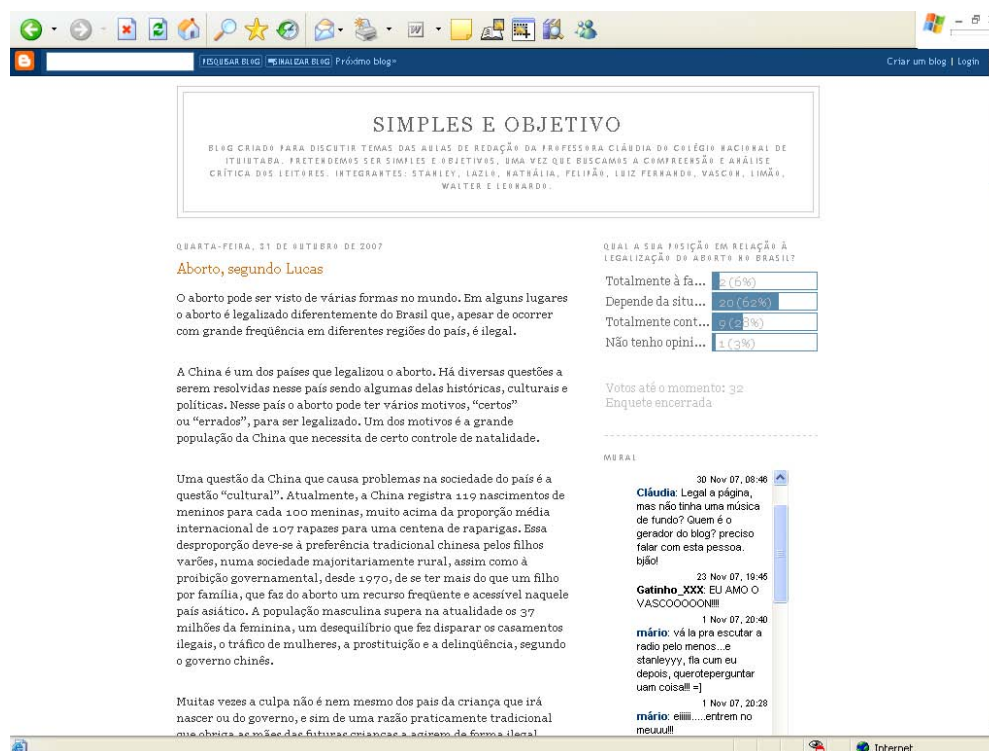 PESQUISAR BLOG SINALIZAR BLOG Próximo blog»
Criar um blog | Login
SIMPLES E OBJETIVO
BLOG CRIADO PARA DISCUTIR TEMAS DAS AULAS DE REDAÇÃO DA PROFESSORA CLÁUDIA DO COLÉGIO NACIONAL DE
ITUIUTABA. PRETENDEMOS SER SIMPLES E OBJETIVOS, UMA VEZ QUE BUSCAMOS A COMPREENSÃO E ANÁLISE
CRÍTICA DOS LEITORES. INTEGRANTES: STANLEY, LAZLO, NATHÁLIA, FELIPÃO, LUIZ FERNANDO, VASCON, LIMÃO,
WALTER E LEONARDO.
QUARTA-FEIRA, 31 DE OUTUBRO DE 2007
Aborto, segundo Lucas
O aborto pode ser visto de várias formas no mundo. Em alguns lugares
o aborto é legalizado diferentemente do Brasil que, apesar de ocorrer
com grande freqüência em diferentes regiões do país, é ilegal.
A China é um dos países que legalizou o aborto. Há diversas questões a
serem resolvidas nesse país sendo algumas delas históricas, culturais e
políticas. Nesse país o aborto pode ter vários motivos, “certos”
ou “errados”, para ser legalizado. Um dos motivos é a grande
população da China que necessita de certo controle de natalidade.
Uma questão da China que causa problemas na sociedade do país é a
questão “cultural”. Atualmente, a China registra 119 nascimentos de
meninos para cada 100 meninas, muito acima da proporção média
internacional de 107 rapazes para uma centena de raparigas. Essa
desproporção deve-se à preferência tradicional chinesa pelos filhos
varões, numa sociedade majoritariamente rural, assim como à
proibição governamental, desde 1970, de se ter mais do que um filho
por família, que faz do aborto um recurso freqüente e acessível naquele
país asiático. A população masculina supera na atualidade os 37
milhões da feminina, um desequilíbrio que fez disparar os casamentos
ilegais, o tráfico de mulheres, a prostituição e a delinqüência, segundo
o governo chinês.
Muitas vezes a culpa não é nem mesmo dos pais da criança que irá
nascer ou do governo, e sim de uma razão praticamente tradicional
que obriga as mães das futuras crianças a agirem de forma ilegal
QUAL A SUA POSIÇÃO EM RELAÇÃO À
LEGALIZAÇÃO DO ABORTO NO BRASIL?
Totalmente à fa... 2 (6%)
Depende da situ... 20 (62%)
Totalmente cont... 9 (28%)
Não tenho opini... 1 (3%)
Votos até o momento: 32
Enquete encerrada
MURAL
30 Nov 07, 08:46
Cláudia: Legal a página,
mas não tinha uma música
de fundo? Quem é o
gerador do blog? preciso
falar com esta pessoa.
bjão!
23 Nov 07, 19:45
Gatinho_XXX: EU AMO O
VASCOOOOON!!!!
1 Nov 07, 20:40
mário: vá la pra escutar a
radio pelo menos...e
stanleyyy, fla cum eu
depois, queroteperguntar
uam coisa!!! =]
1 Nov 07, 20:28
mário: eiiiii.....entrem no
meuuu!!!
Internet